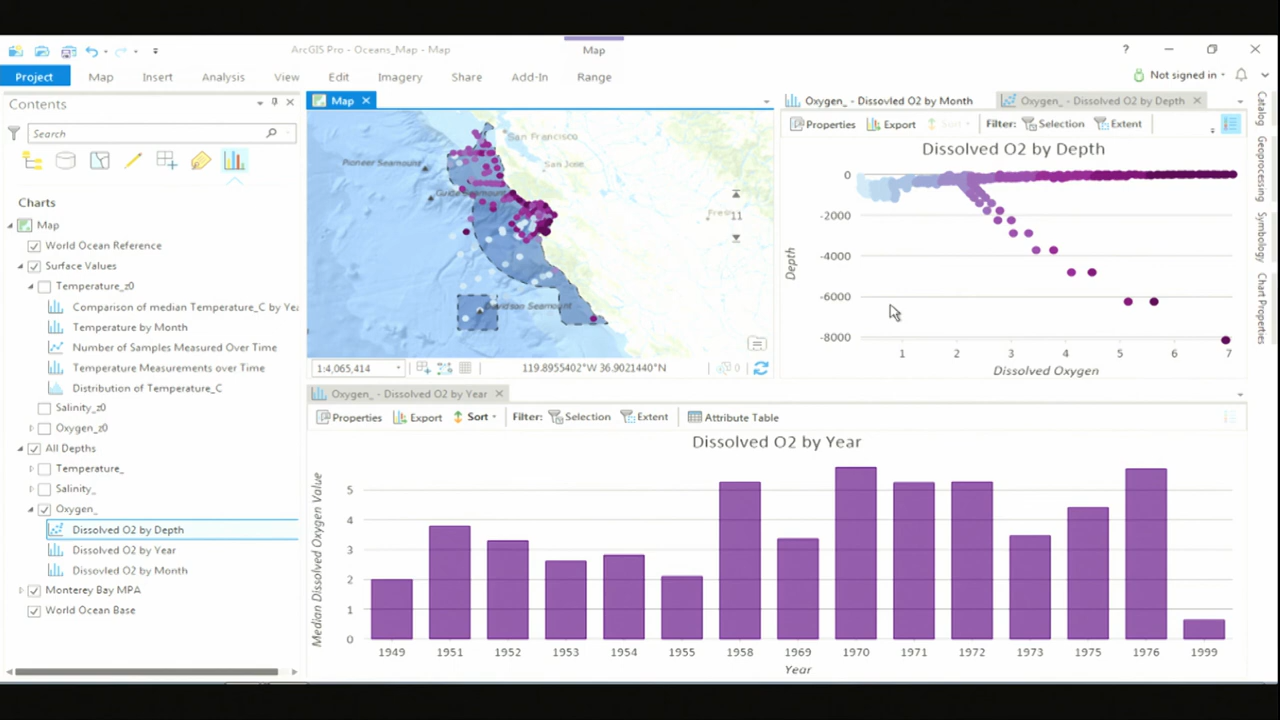 ArcGIS Pro - Oceans_Map - Map
Map
?
Project
Map
Insert
Analysis
View
Edit
Imagery
Share
Add-In
Range
Not signed in
Contents
Search
Charts
Map
World Ocean Reference
Surface Values
Temperature_z0
Comparison of median Temperature_C by Yea
Temperature by Month
Number of Samples Measured Over Time
Temperature Measurements over Time
Distribution of Temperature_C
Salinity_z0
Oxygen_z0
All Depths
Temperature_
Salinity_
Oxygen_
Dissolved O2 by Depth
Dissolved O2 by Year
Dissovled O2 by Month
Monterey Bay MPA
World Ocean Base
Map
San Francisco
Pioneer Seamount
San Jose
Guide Seamount
Fre
11
Davidson Seamount
1:4,065,414
119.8955402°W 36.9021440°N
0
Oxygen_ - Dissovled O2 by Month
Oxygen_ - Dissolved O2 by Depth
Properties
Export
Sort
Filter:
Selection
Extent
Dissolved O2 by Depth
Depth
0
-2000
-4000
-6000
-8000
1 2 3 4 5 6 7
Dissolved Oxygen
Catalog
Geoprocessing
Symbology
Chart Properties
Oxygen_ - Dissolved O2 by Year
Properties
Export
Sort
Filter:
Selection
Extent
Attribute Table
Dissolved O2 by Year
Median Dissolved Oxygen Value
5
4
3
2
1
0
1949 1951 1952 1953 1954 1955 1958 1969 1970 1971 1972 1973 1975 1976 1999
Year